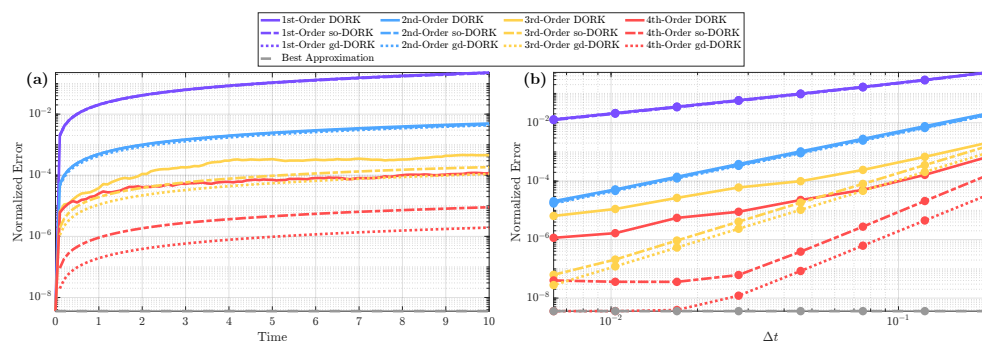 1st-Order DORK 2nd-Order DORK 3rd-Order DORK 4th-Order DORK
1st-Order so-DORK 2nd-Order so-DORK 3rd-Order so-DORK 4th-Order so-DORK
1st-Order gd-DORK 2nd-Order gd-DORK 3rd-Order gd-DORK 4th-Order gd-DORK
Best Approximation
(a)
Normalized Error
10⁻²
10⁻⁴
10⁻⁶
10⁻⁸
0 1 2 3 4 5 6 7 8 9 10
Time
(b)
Normalized Error
10⁻²
10⁻⁴
10⁻⁶
10⁻⁸
10⁻² 10⁻¹
Δt